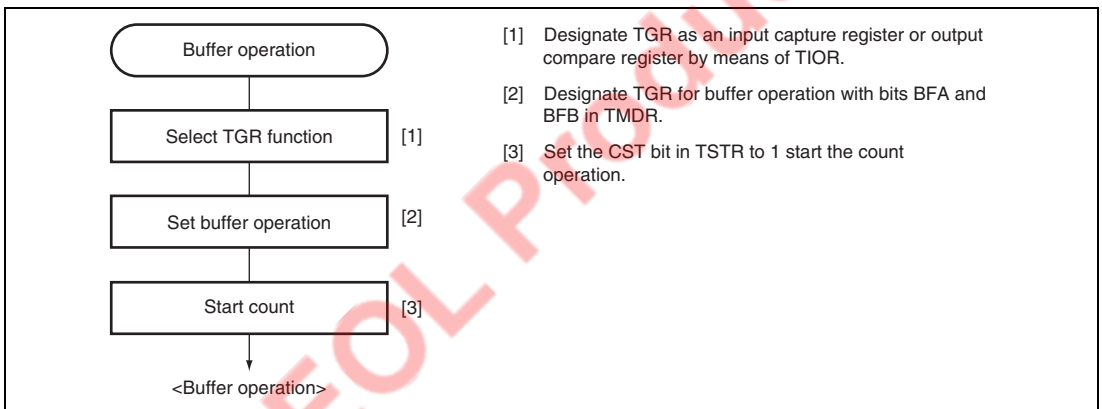 Buffer operation
Select TGR function
[1]
Set buffer operation
[2]
Start count
[3]
<Buffer operation>
[1] Designate TGR as an input capture register or output
compare register by means of TIOR.
[2] Designate TGR for buffer operation with bits BFA and
BFB in TMDR.
[3] Set the CST bit in TSTR to 1 start the count
operation.
EOL Produ